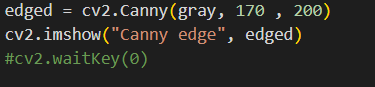 edged = cv2.Canny(gray, 170 , 200)
cv2.imshow("Canny edge", edged)
#cv2.waitKey(0)